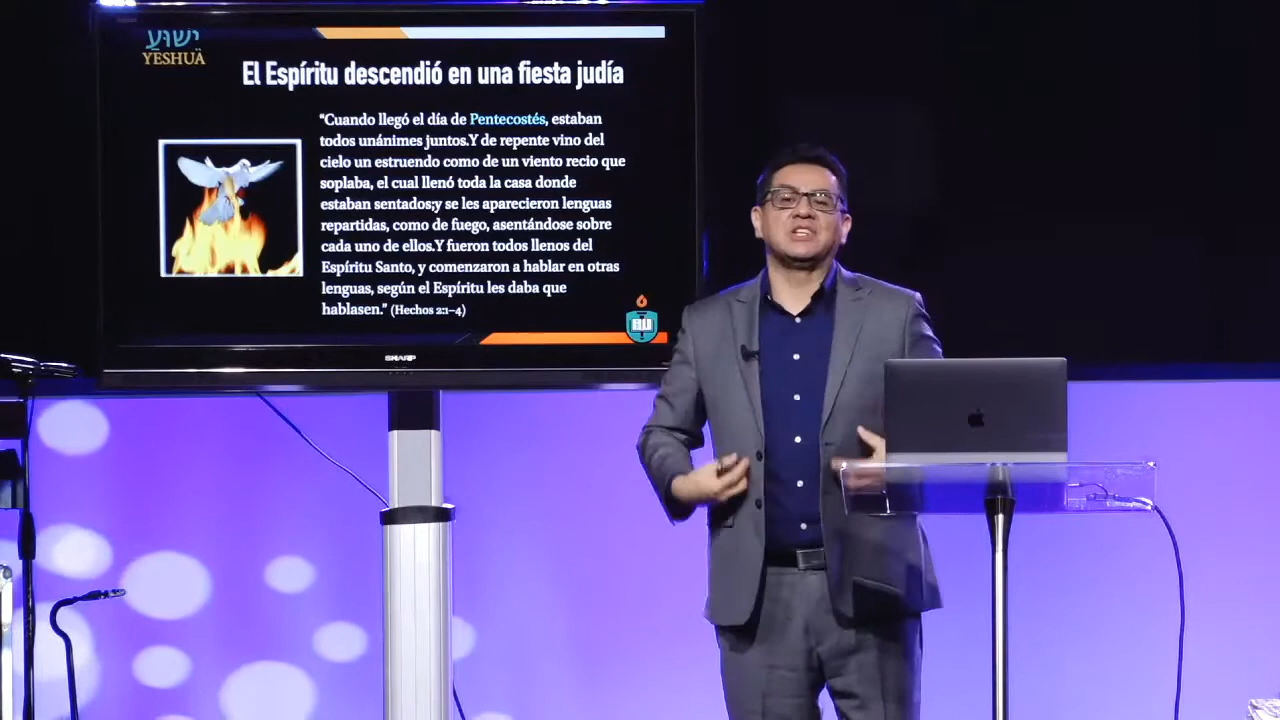 ישוע
YESHUA
El Espíritu descendió en una fiesta judía
“Cuando llegó el día de Pentecostés, estaban
todos unánimes juntos.Y de repente vino del
cielo un estruendo como de un viento recio que
soplaba, el cual llenó toda la casa donde
estaban sentados;y se les aparecieron lenguas
repartidas, como de fuego, asentándose sobre
cada uno de ellos.Y fueron todos llenos del
Espíritu Santo, y comenzaron a hablar en otras
lenguas, según el Espíritu les daba que
hablasen.” (Hechos 2:1–4)
SHARP